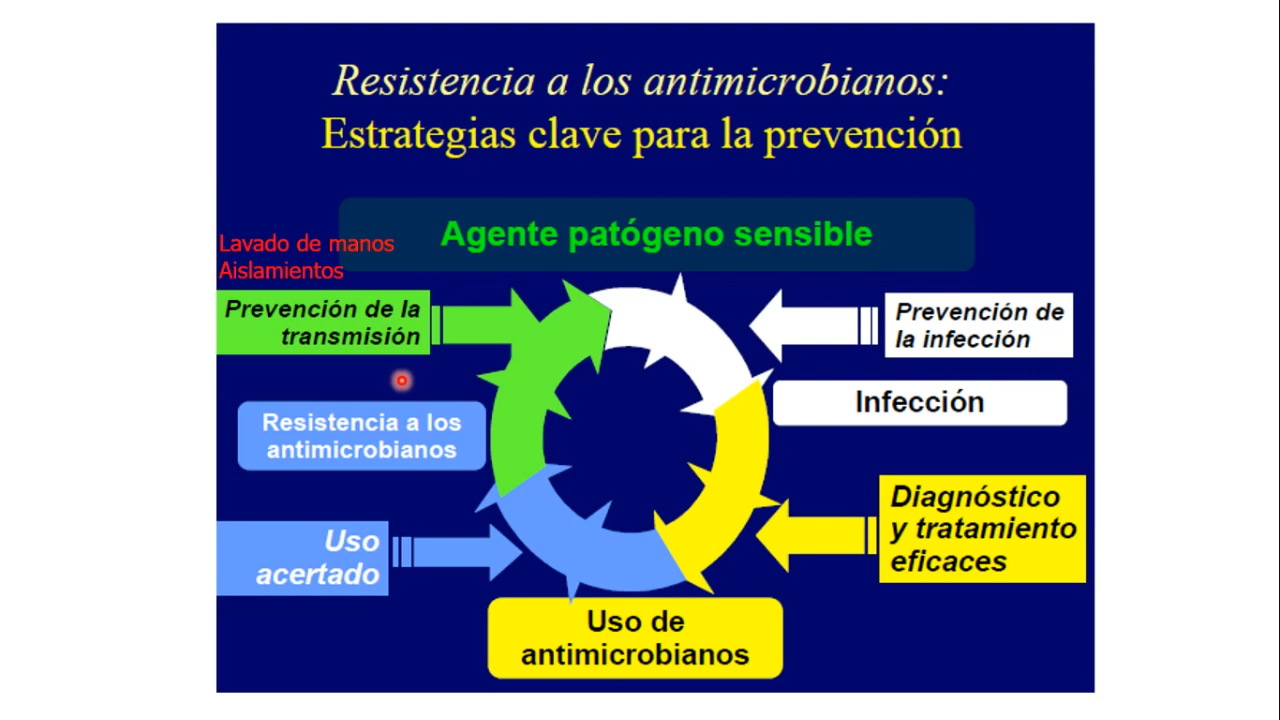 Resistencia a los antimicrobianos:
Estrategias clave para la prevención
Agente patógeno sensible
Lavado de manos
Aislamientos
Prevención de la
transmisión
Prevención de
la infección
Infección
Resistencia a los
antimicrobianos
Diagnóstico
y tratamiento
eficaces
Uso
acertado
Uso de
antimicrobianos